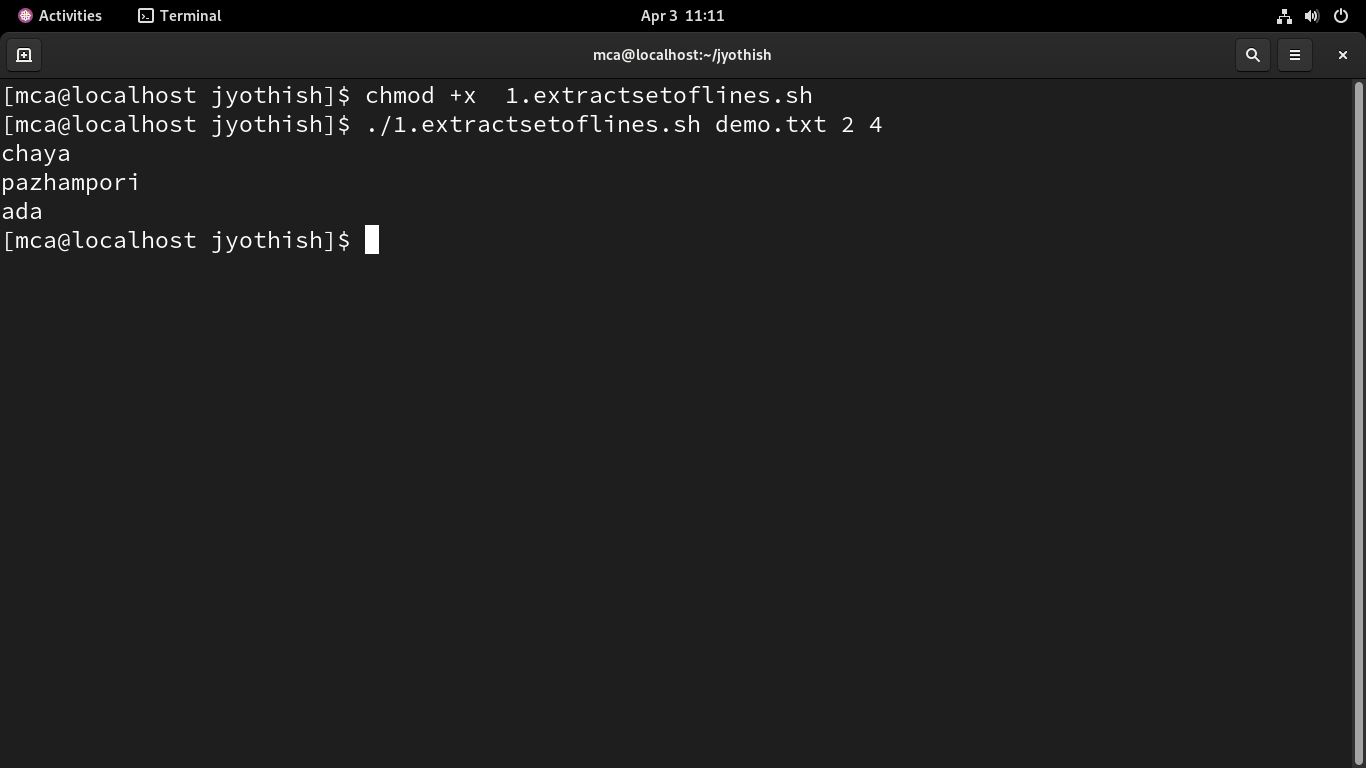 Activities Terminal Apr 3 11:11
mca@localhost:~/jyothish
[mca@localhost jyothish]$ chmod +x  1.extractsetoflines.sh
[mca@localhost jyothish]$ ./1.extractsetoflines.sh demo.txt 2 4
chaya
pazhampori
ada
[mca@localhost jyothish]$